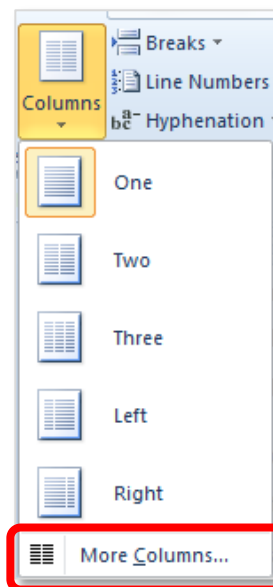 Breaks
Line Numbers
Columns
Hyphenation
One
Two
Three
Left
Right
More Columns...